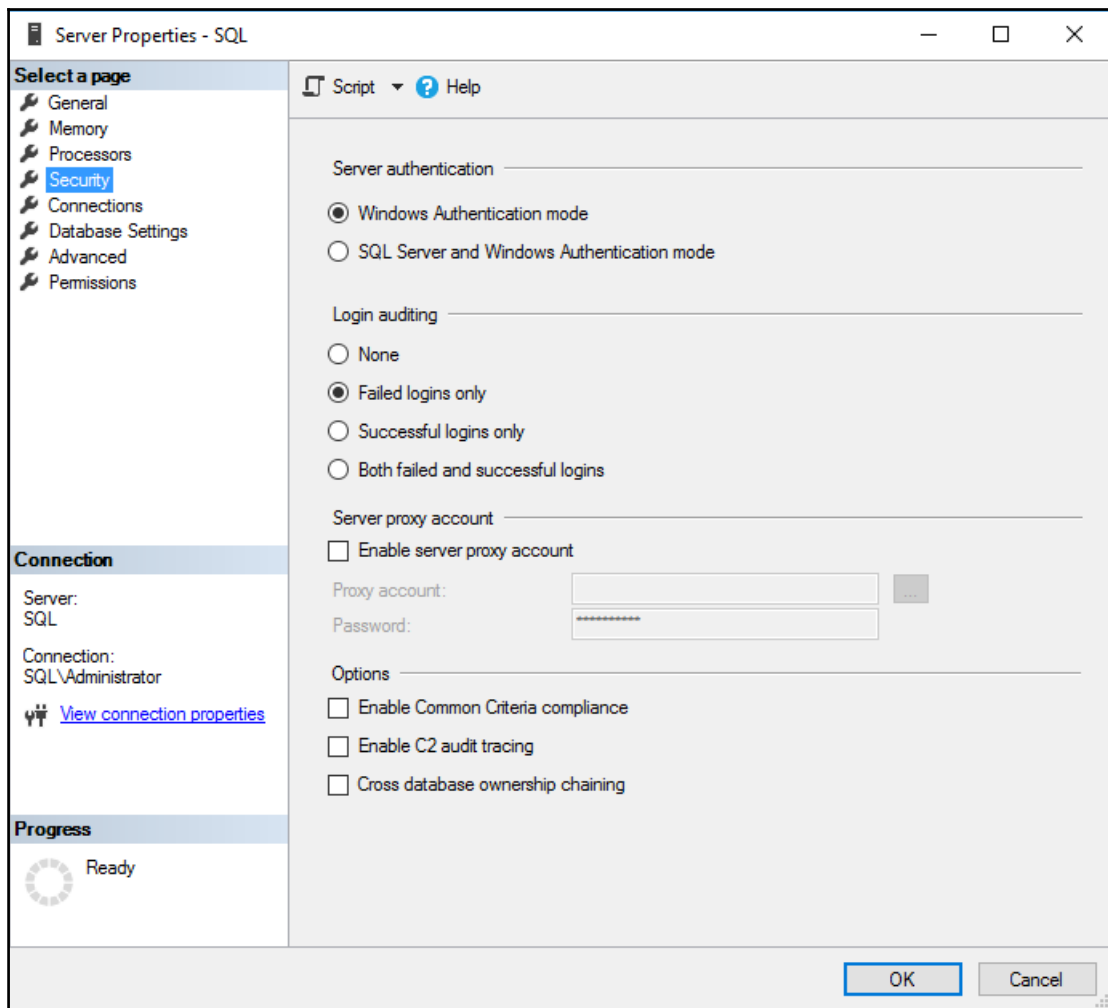 Server Properties - SQL
Select a page
General
Memory
Processors
Security
Connections
Database Settings
Advanced
Permissions
Connection
Server:
SQL
Connection:
SQL\Administrator
View connection properties
Progress
Ready
Script
Help
Server authentication
Windows Authentication mode
SQL Server and Windows Authentication mode
Login auditing
None
Failed logins only
Successful logins only
Both failed and successful logins
Server proxy account
Enable server proxy account
Proxy account:
...
Password:
**********
Options
Enable Common Criteria compliance
Enable C2 audit tracing
Cross database ownership chaining
OK
Cancel